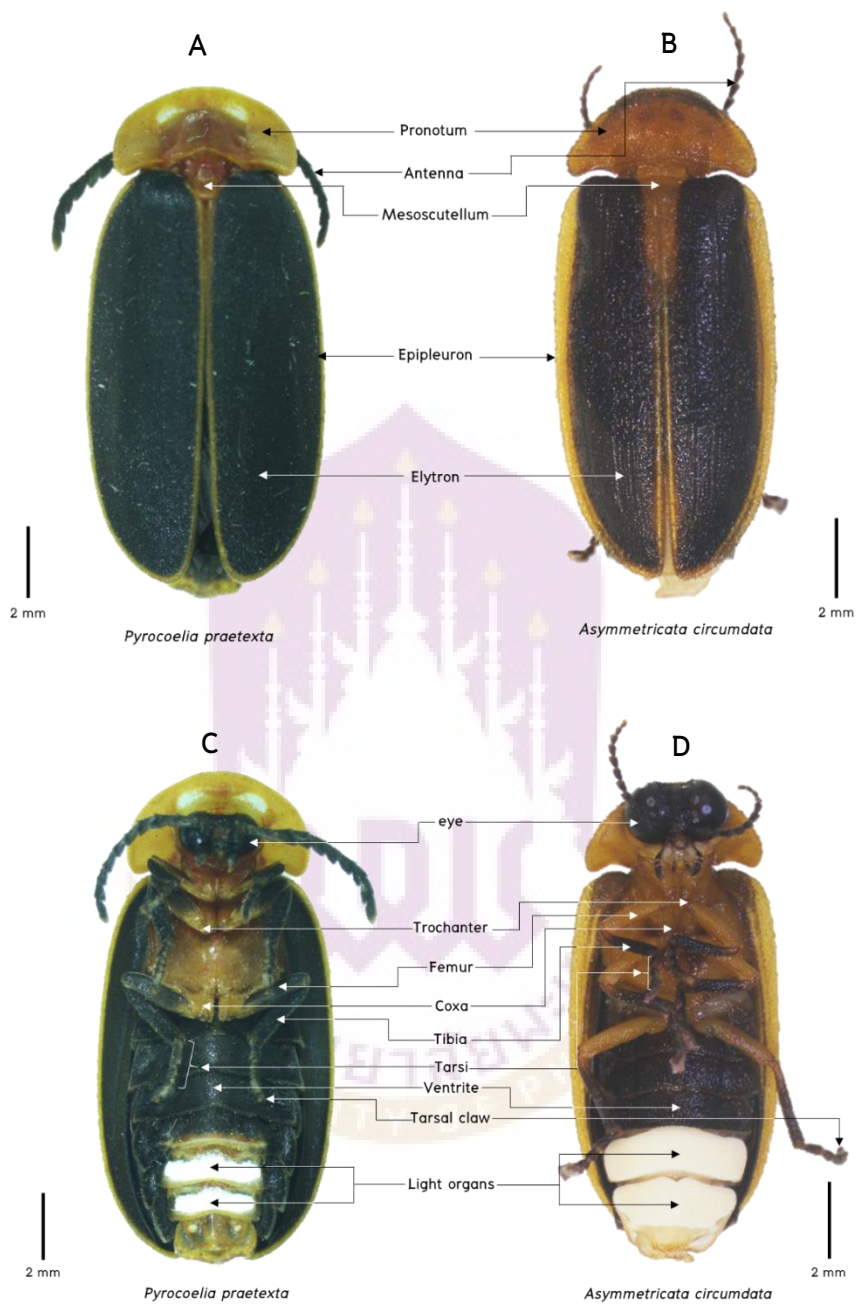 A
B
Pronotum
Antenna
Mesoscutellum
Epipleuron
Elytron
2 mm
2 mm
Pyrocoelia praetexta
Asymmetricata circumdata
C
D
eye
Trochanter
Femur
Coxa
Tibia
Tarsi
Ventrite
Tarsal claw
Light organs
2 mm
2 mm
Pyrocoelia praetexta
Asymmetricata circumdata